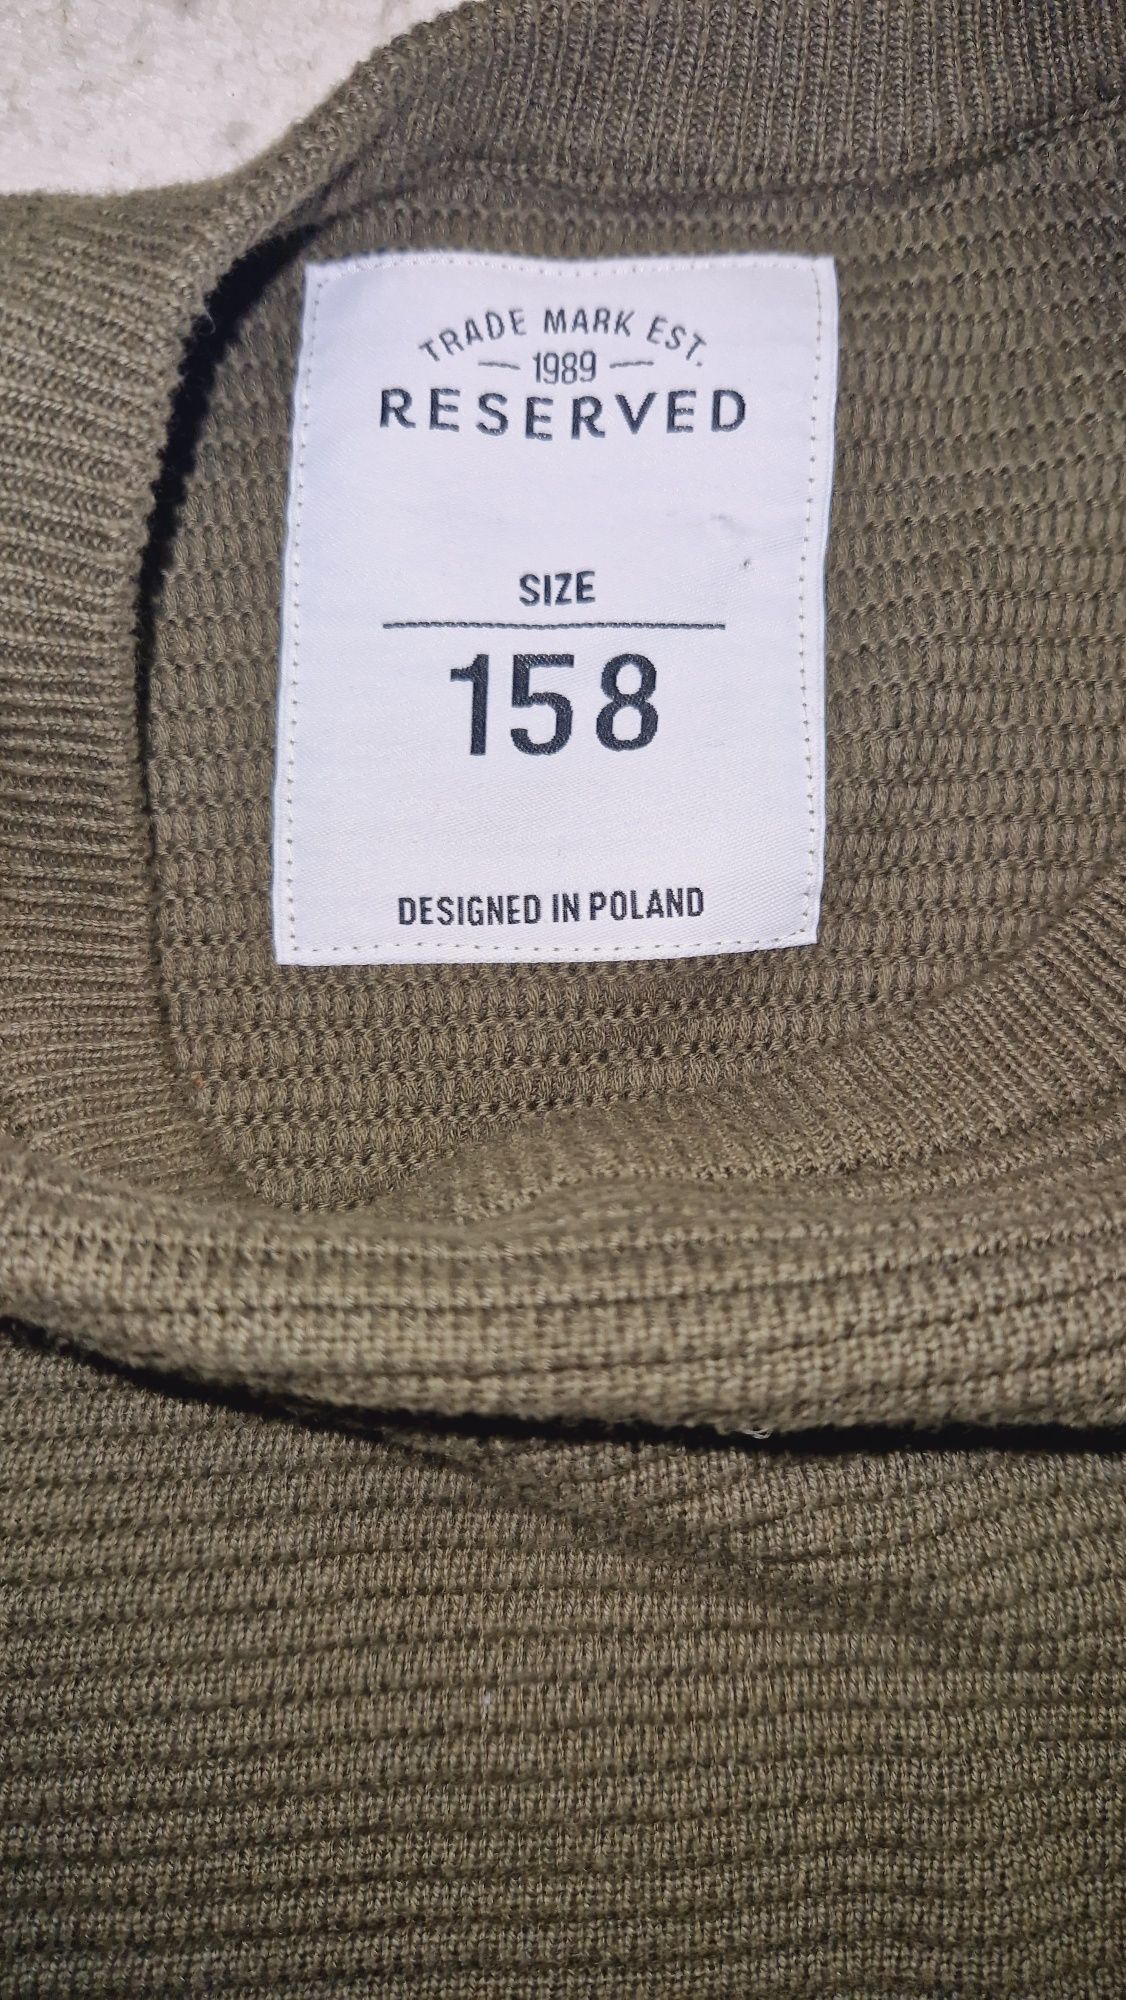 TRADE MARK EST.
— 1989 —
RESERVED
SIZE
158
DESIGNED IN POLAND